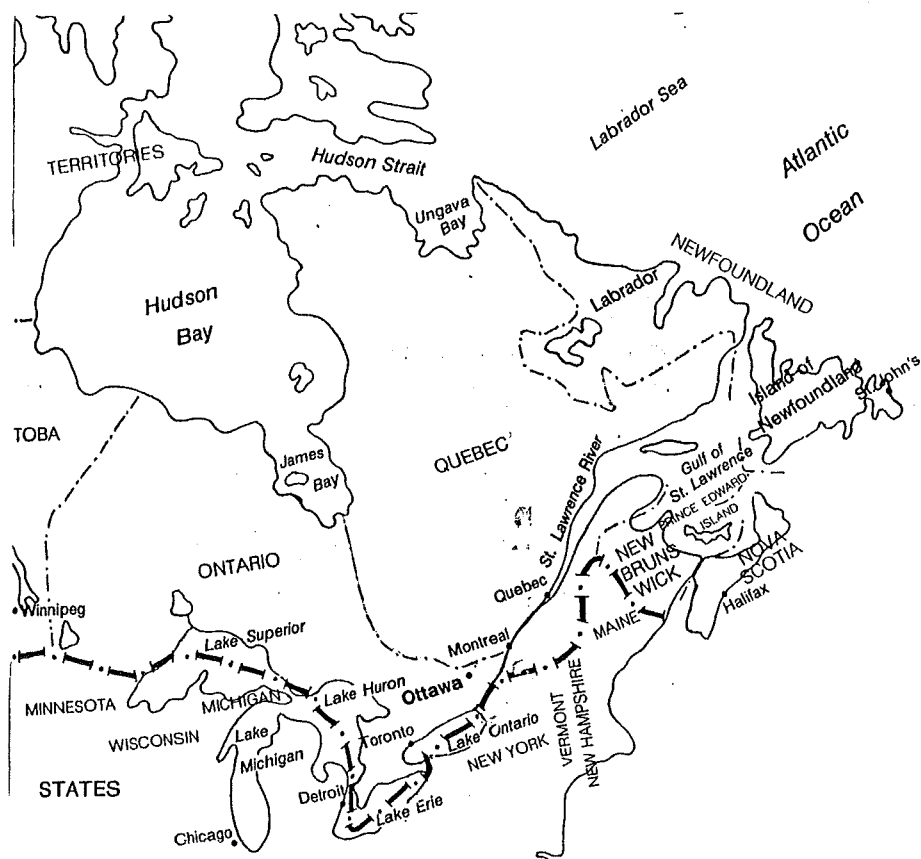 Labrador Sea
Atlantic
Ocean
TERRITORIES
Hudson Strait
Ungava
Bay
NEWFOUNDLAND
Labrador
Hudson
Bay
Island of
Newfoundland
St. John's
TOBA
QUEBEC
James
Bay
St. Lawrence River
Gulf of
St. Lawrence
PRINCE EDWARD
ISLAND
NOVA
SCOTIA
NEW
BRUNS
WICK
ONTARIO
Quebec
Halifax
Winnipeg
Lake Superior
Montreal
MAINE
Ottawa
MINNESOTA
MICHIGAN
Lake Huron
WISCONSIN
Lake
Michigan
Toronto
Lake Ontario
NEW YORK
VERMONT
NEW HAMPSHIRE
STATES
Detroit
Lake Erie
Chicago